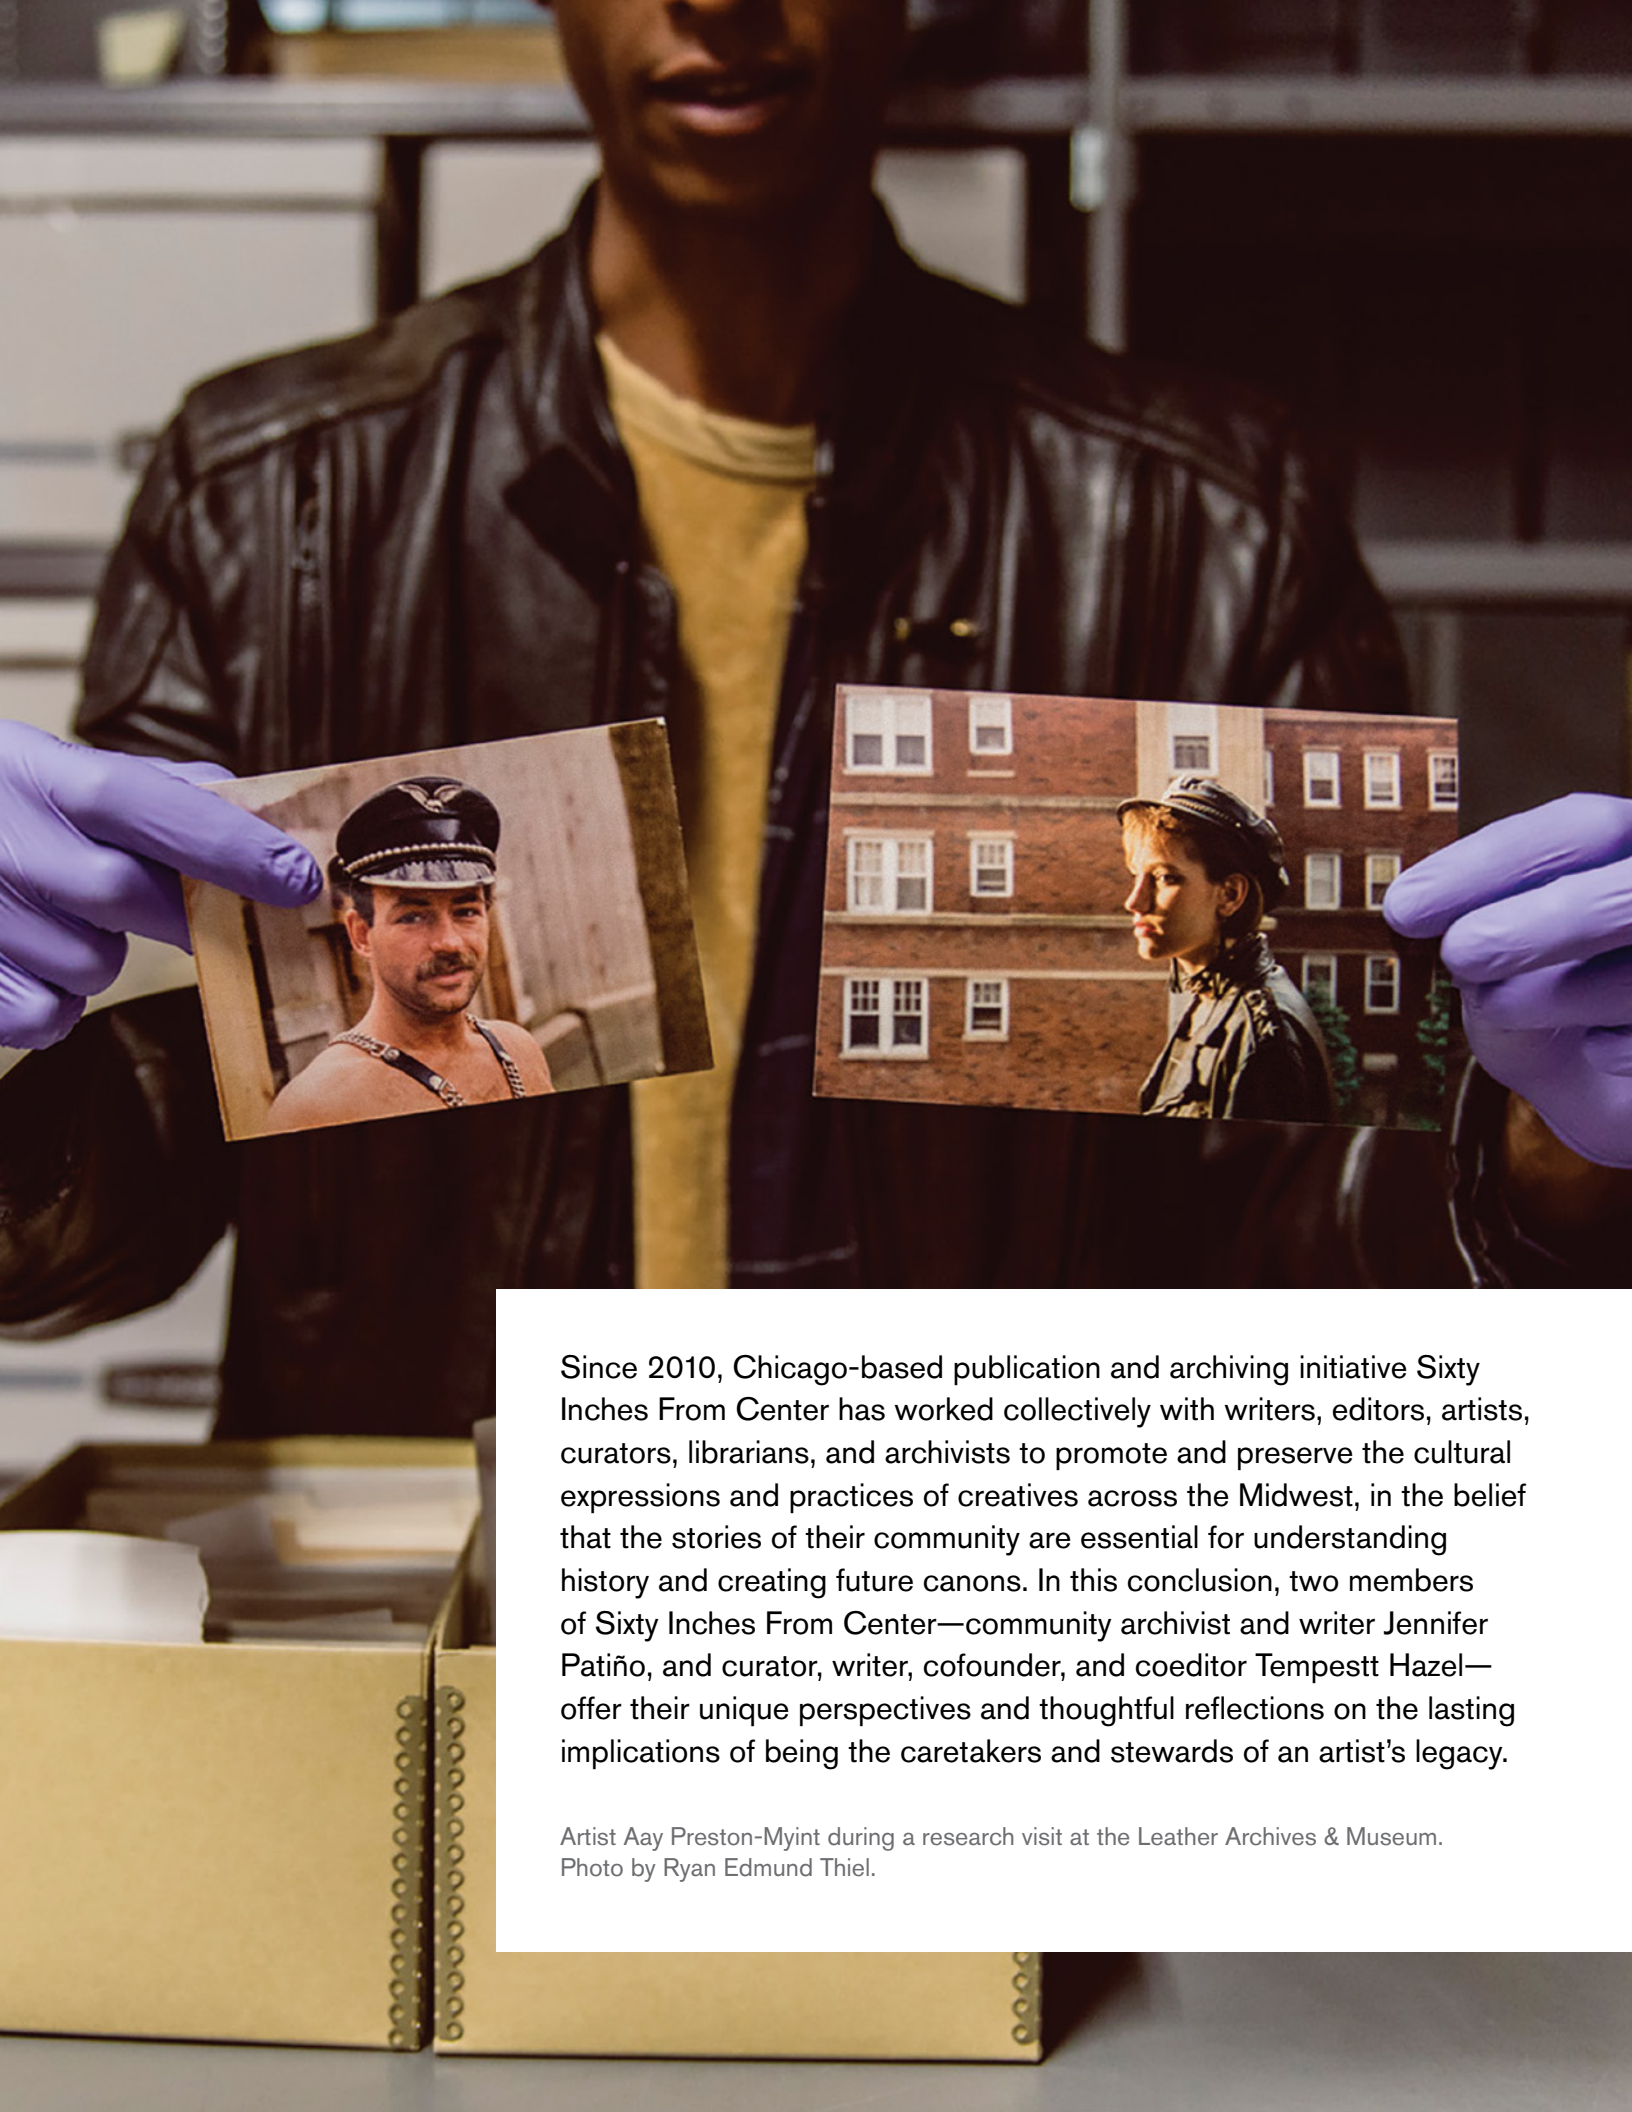 Since 2010, Chicago-based publication and archiving initiative Sixty
Inches From Center has worked collectively with writers, editors, artists,
curators, librarians, and archivists to promote and preserve the cultural
expressions and practices of creatives across the Midwest, in the belief
that the stories of their community are essential for understanding
history and creating future canons. In this conclusion, two members
of Sixty Inches From Center—community archivist and writer Jennifer
Patiño, and curator, writer, cofounder, and coeditor Tempestt Hazel—
offer their unique perspectives and thoughtful reflections on the lasting
implications of being the caretakers and stewards of an artist’s legacy.
Artist Aay Preston-Myint during a research visit at the Leather Archives & Museum.
Photo by Ryan Edmund Thiel.